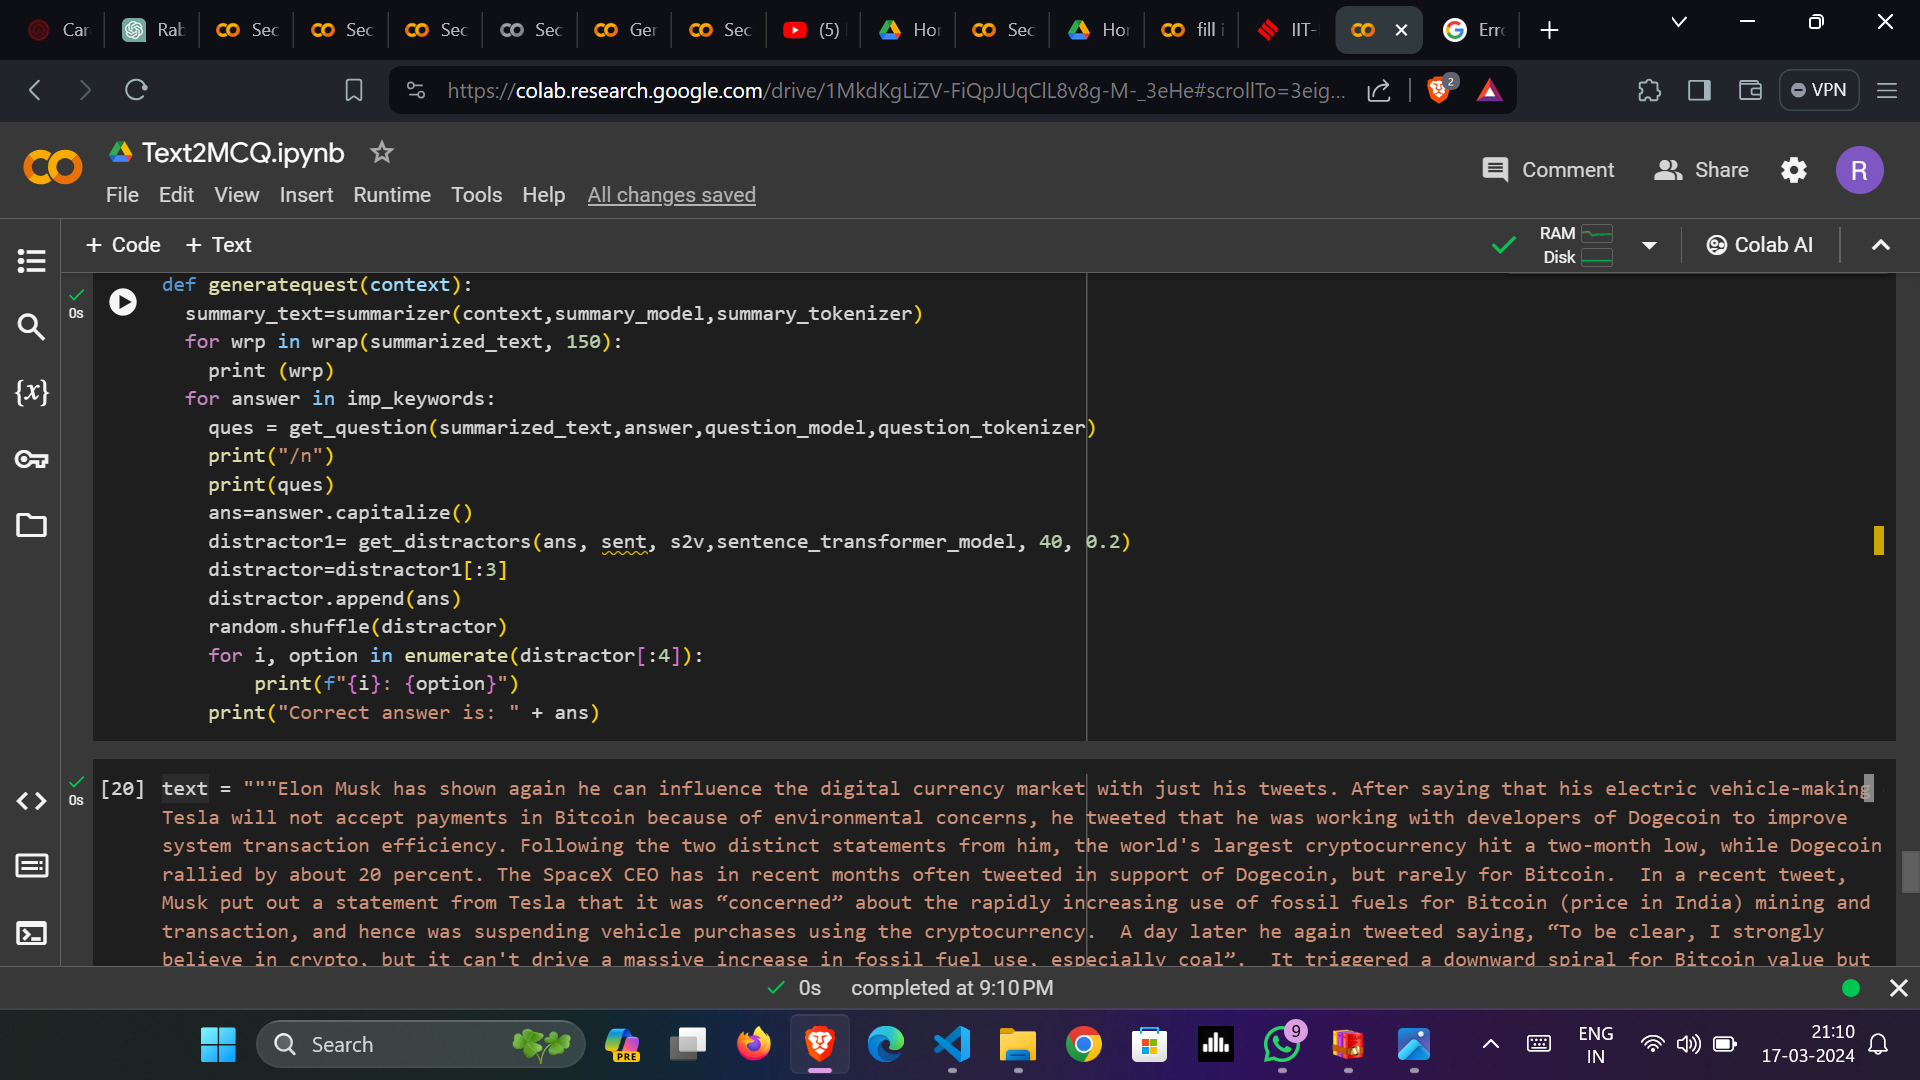 Car
Rab
Sec
Sec
Sec
Sec
Ger
Sec
(5)
Hor
Sec
Hor
fill i
IIT-
Erro
https://colab.research.google.com/drive/1MkdKgLiZV-FiQpJUqClL8v8g-M-_3eHe#scrollTo=3eig...
2
VPN
Text2MCQ.ipynb
Comment
Share
R
File Edit View Insert Runtime Tools Help All changes saved
+ Code + Text
RAM
Disk
Colab AI
0s
def generatequest(context):
summary_text=summarizer(context,summary_model,summary_tokenizer)
for wrp in wrap(summarized_text, 150):
print (wrp)
for answer in imp_keywords:
ques = get_question(summarized_text,answer,question_model,question_tokenizer)
print("/n")
print(ques)
ans=answer.capitalize()
distractor1= get_distractors(ans, sent, s2v,sentence_transformer_model, 40, 0.2)
distractor=distractor1[:3]
distractor.append(ans)
random.shuffle(distractor)
for i, option in enumerate(distractor[:4]):
print(f"{i}: {option}")
print("Correct answer is: " + ans)
0s
[20] text = """Elon Musk has shown again he can influence the digital currency market with just his tweets. After saying that his electric vehicle-making
Tesla will not accept payments in Bitcoin because of environmental concerns, he tweeted that he was working with developers of Dogecoin to improve
system transaction efficiency. Following the two distinct statements from him, the world's largest cryptocurrency hit a two-month low, while Dogecoin
rallied by about 20 percent. The SpaceX CEO has in recent months often tweeted in support of Dogecoin, but rarely for Bitcoin.  In a recent tweet,
Musk put out a statement from Tesla that it was “concerned” about the rapidly increasing use of fossil fuels for Bitcoin (price in India) mining and
transaction, and hence was suspending vehicle purchases using the cryptocurrency.  A day later he again tweeted saying, “To be clear, I strongly
believe in crypto, but it can't drive a massive increase in fossil fuel use, especially coal”.  It triggered a downward spiral for Bitcoin value but
{x}
0s completed at 9:10 PM
Search
PRE
9
ENG
IN
21:10
17-03-2024